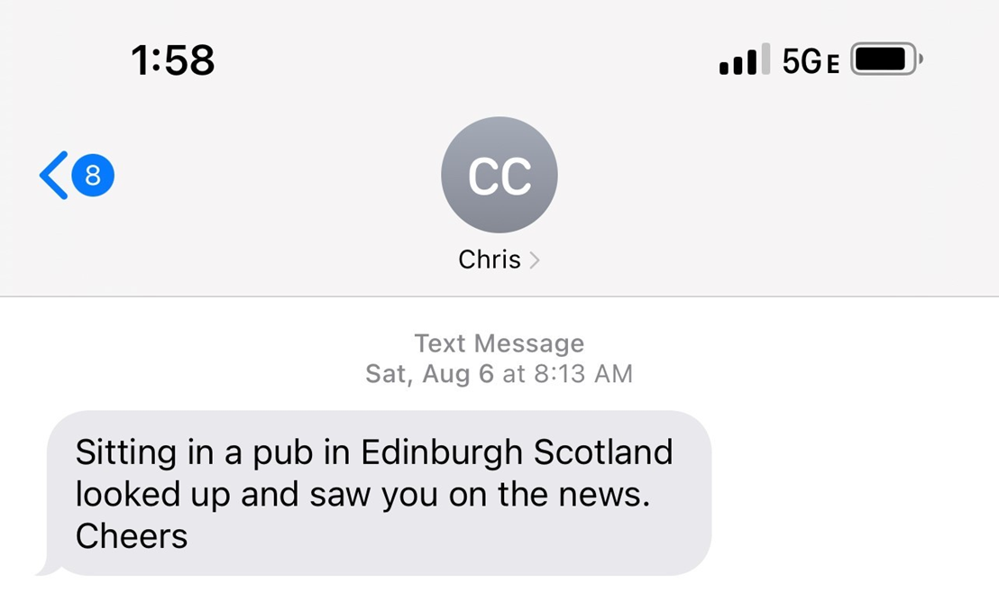 1:58
5GE
8
CC
Chris
Text Message
Sat, Aug 6 at 8:13 AM
Sitting in a pub in Edinburgh Scotland
looked up and saw you on the news.
Cheers